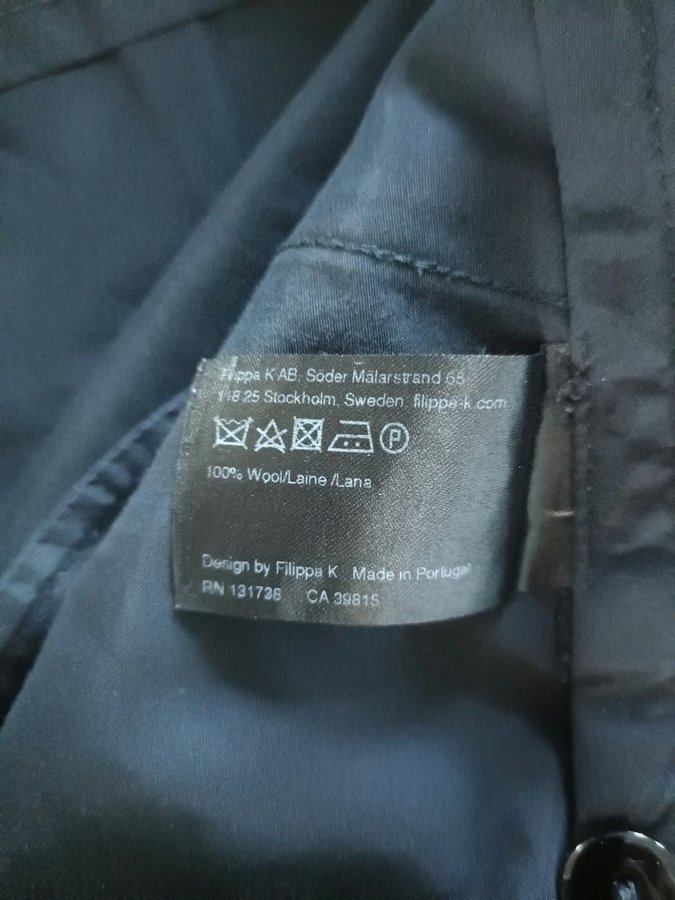 Filippa K AB, Söder Mälarstrand 65
118 25 Stockholm, Sweden, filippa-k.com
P
100% Wool/Laine /Lana
Design by Filippa K Made in Portugal
RN 131736 CA 39815